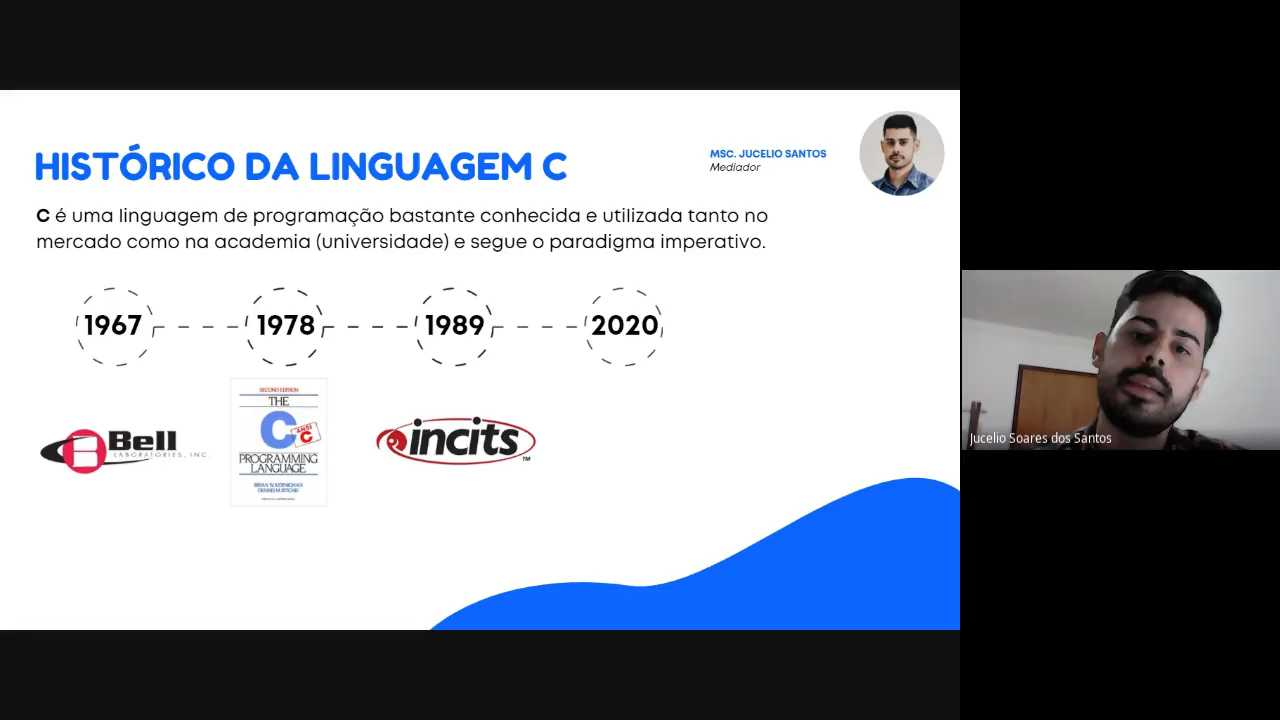 HISTÓRICO DA LINGUAGEM C
MSC. JUCELIO SANTOS
Mediador
C é uma linguagem de programação bastante conhecida e utilizada tanto no
mercado como na academia (universidade) e segue o paradigma imperativo.
1967
1978
1989
2020
Bell
LABORATORIES, INC.
SECOND EDITION
THE
C
ANSI
C
PROGRAMMING
LANGUAGE
BRIAN W. KERNIGHAN
DENNIS M. RITCHIE
incits
TM
Jucelio Soares dos Santos